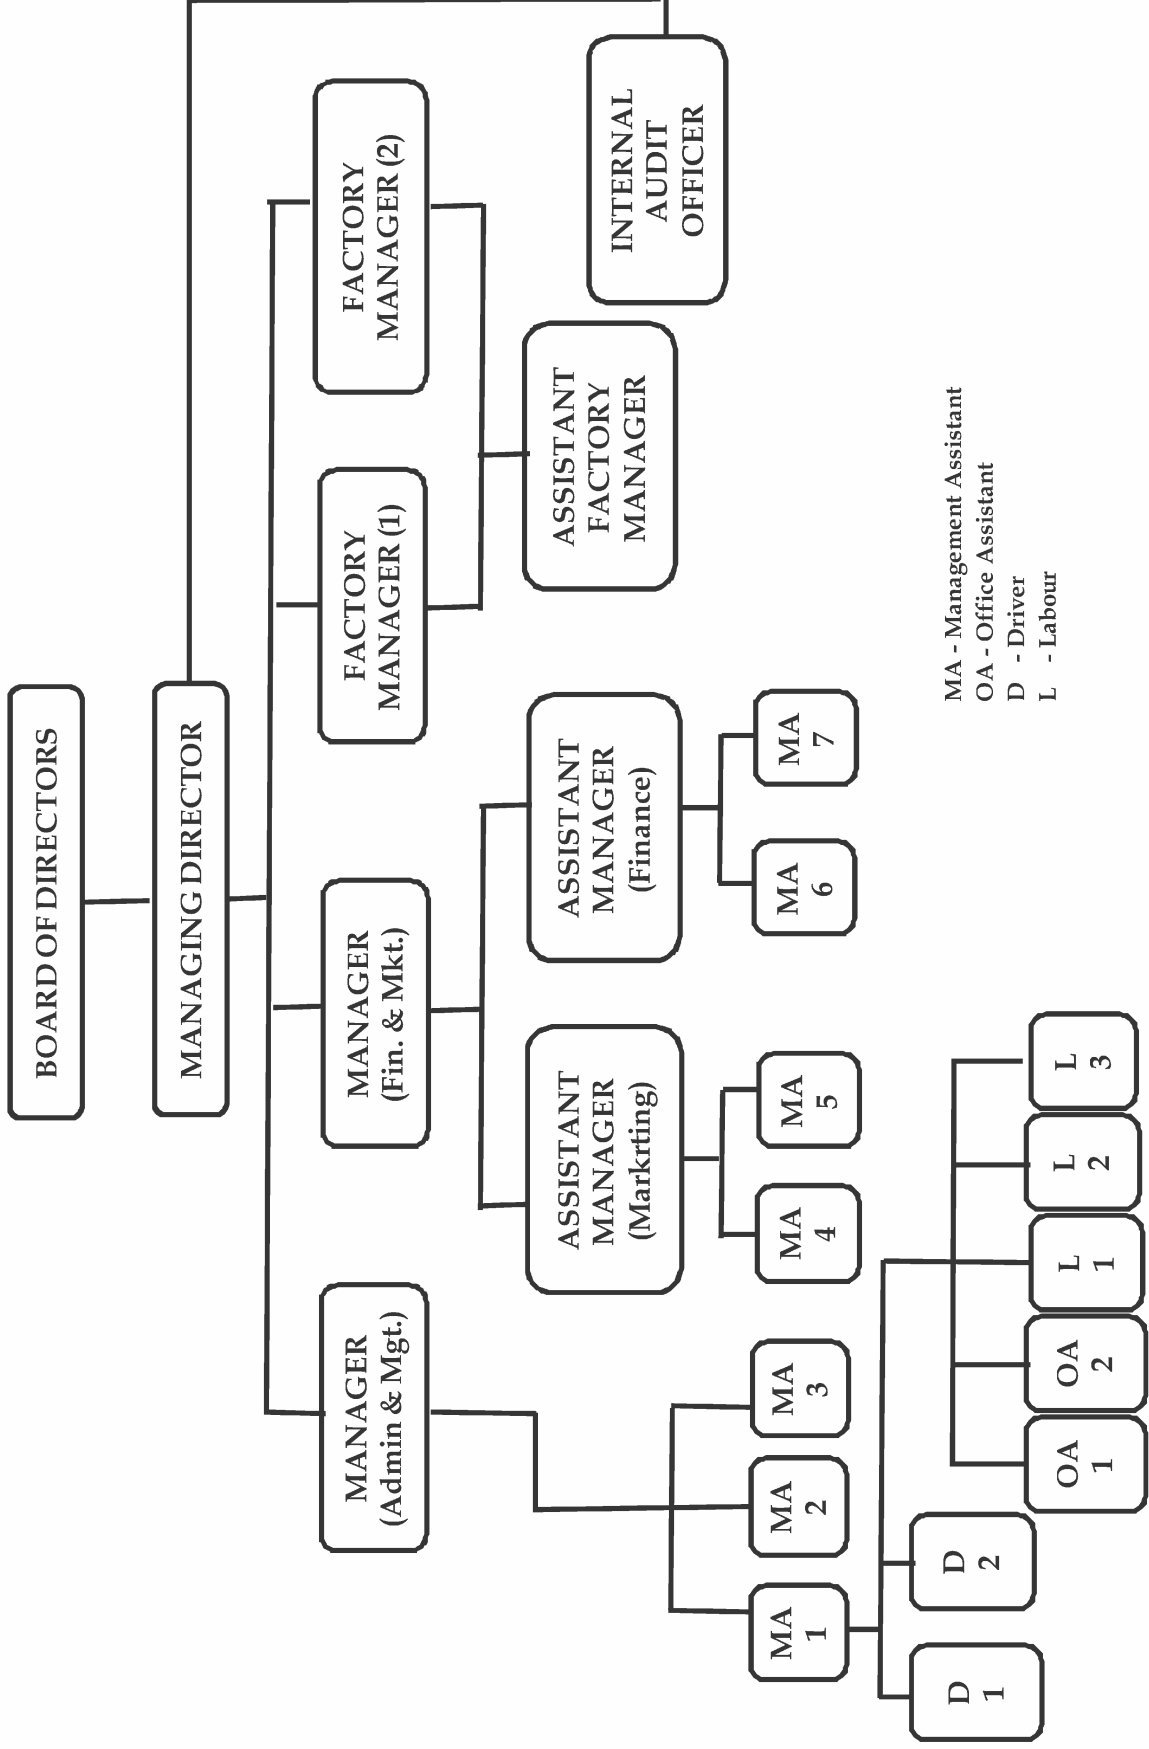 BOARD OF DIRECTORS
MANAGING DIRECTOR
MANAGER
(Admin & Mgt.)
MANAGER
(Fin. & Mkt.)
FACTORY
MANAGER (1)
FACTORY
MANAGER (2)
ASSISTANT
MANAGER
(Markrting)
ASSISTANT
MANAGER
(Finance)
ASSISTANT
FACTORY
MANAGER
INTERNAL
AUDIT
OFFICER
MA
1
MA
2
MA
3
MA
4
MA
5
MA
6
MA
7
D
1
D
2
OA
1
OA
2
L
1
L
2
L
3
MA - Management Assistant
OA - Office Assistant
D - Driver
L - Labour